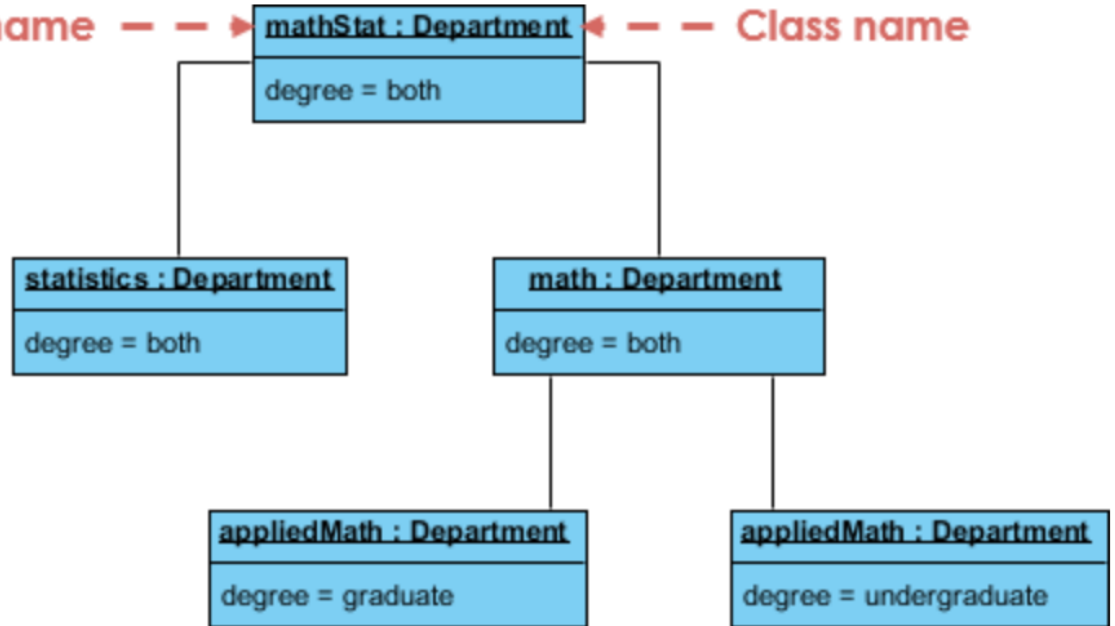 name
mathStat : Department
Class name
degree = both
statistics : Department
math : Department
degree = both
degree = both
appliedMath : Department
appliedMath : Department
degree = graduate
degree = undergraduate